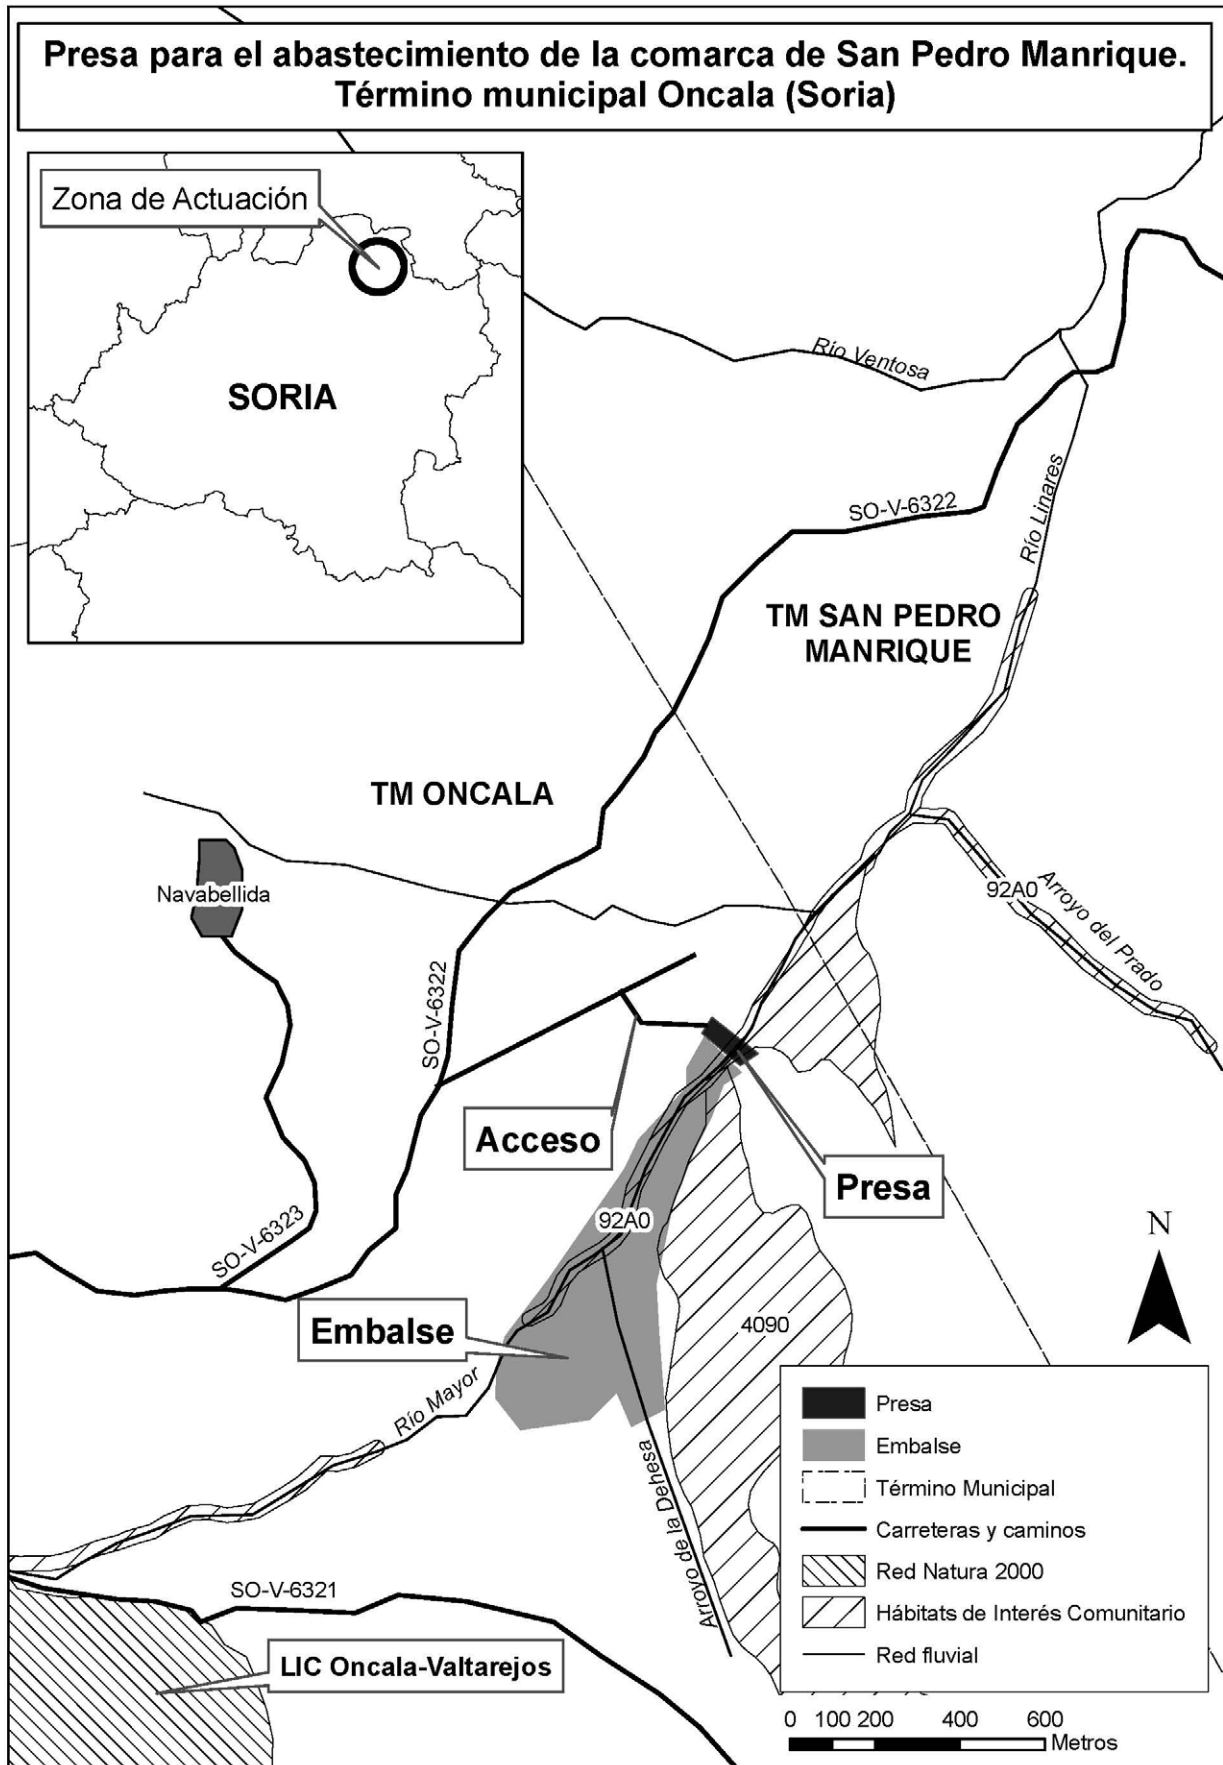 Presa para el abastecimiento de la comarca de San Pedro Manrique.
Término municipal Oncala (Soria)
Zona de Actuación
SORIA
Río Ventosa
SO-V-6322
Río Linares
TM SAN PEDRO
MANRIQUE
TM ONCALA
Navabellida
92A0
Arroyo del Prado
SO-V-6322
Acceso
Presa
92A0
SO-V-6323
N
Embalse
4090
Río Mayor
Arroyo de la Dehesa
SO-V-6321
LIC Oncala-Valtarejos
Presa
Embalse
Término Municipal
Carreteras y caminos
Red Natura 2000
Hábitats de Interés Comunitario
Red fluvial
0 100 200 400 600
Metros